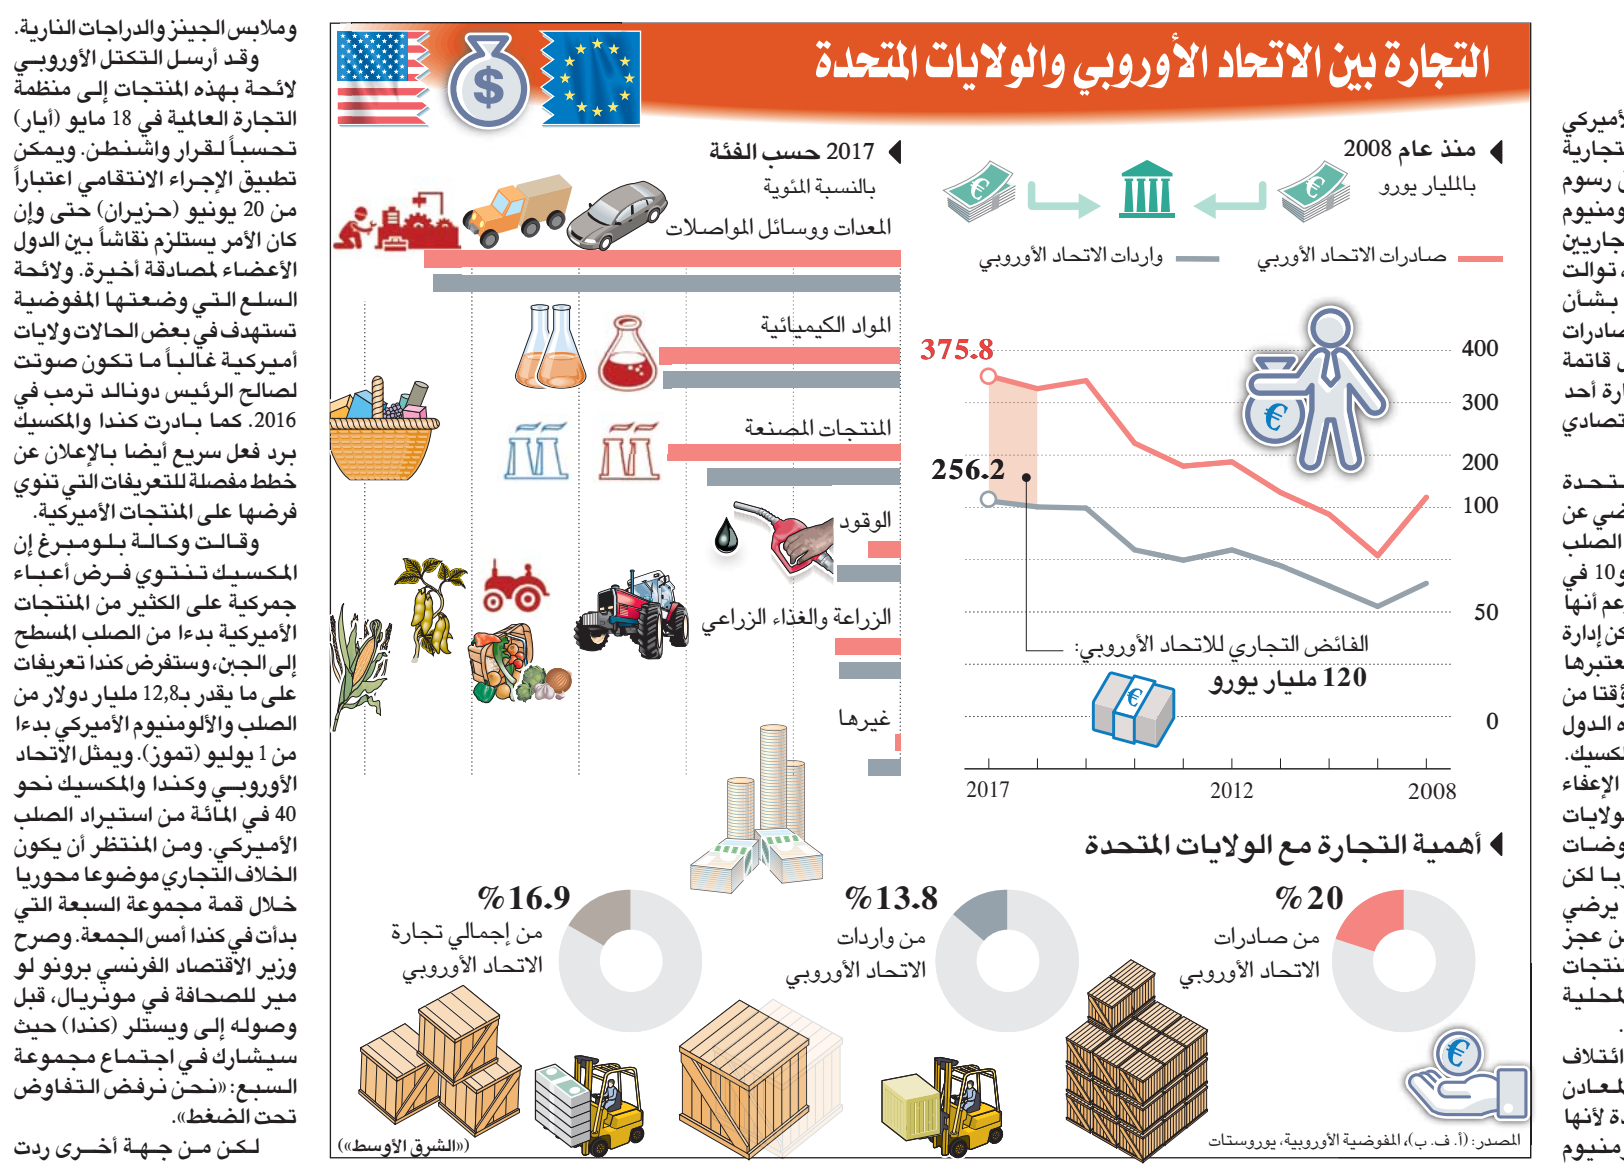 التجارة بين الاتحاد الأوروبي والولايات المتحدة
$
منذ عام 2008
بالمليار يورو
صادرات الاتحاد الأوربي
واردات الاتحاد الأوروبي
400
300
200
100
50
0
375.8
256.2
الفائض التجاري للاتحاد الأوروبي:
120 مليار يورو
2017
2012
2008
2017 حسب الفئة
بالنسبة المئوية
المعدات ووسائل المواصلات
المواد الكيميائية
المنتجات المصنعة
الوقود
الزراعة والغذاء الزراعي
غيرها
أهمية التجارة مع الولايات المتحدة
%20
من صادرات
الاتحاد الأوروبي
%13.8
من واردات
الاتحاد الأوروبي
%16.9
من إجمالي تجارة
الاتحاد الأوروبي
المصدر: (أ. ف. ب)، المفوضية الأوروبية، يوروستات
(«الشرق الأوسط»)
وملابس الجينز والدراجات النارية.
وقد أرسل التكتل الأوروبي
لائحة بهذه المنتجات إلى منظمة
التجارة العالمية في 18 مايو (أيار)
تحسباً لقرار واشنطن. ويمكن
تطبيق الإجراء الانتقامي اعتباراً
من 20 يونيو (حزيران) حتى وإن
كان الأمر يستلزم نقاشاً بين الدول
الأعضاء لمصادقة أخيرة. ولائحة
السلع التي وضعتها المفوضية
تستهدف في بعض الحالات ولايات
أميركية غالباً ما تكون صوتت
لصالح الرئيس دونالد ترمب في
2016. كما بادرت كندا والمكسيك
برد فعل سريع أيضا بالإعلان عن
خطط مفصلة للتعريفات التي تنوي
فرضها على المنتجات الأميركية.
وقالت وكالة بلومبرغ إن
المكسيك تنتوي فرض أعباء
جمركية على الكثير من المنتجات
الأميركية بدءا من الصلب المسطح
إلى الجبن، وستفرض كندا تعريفات
على ما يقدر بـ12,8 مليار دولار من
الصلب والألومنيوم الأميركي بدءا
من 1 يوليو (تموز). ويمثل الاتحاد
الأوروبي وكندا والمكسيك نحو
40 في المائة من استيراد الصلب
الأميركي. ومن المنتظر أن يكون
الخلاف التجاري موضوعا محوريا
خلال قمة مجموعة السبعة التي
بدأت في كندا أمس الجمعة. وصرح
وزير الاقتصاد الفرنسي برونو لو
مير للصحافة في مونريال، قبل
وصوله إلى ويستلر (كندا) حيث
سيشارك في اجتماع مجموعة
السبع: «نحن نرفض التفاوض
تحت الضغط».
لكن من جهة أخرى ردت